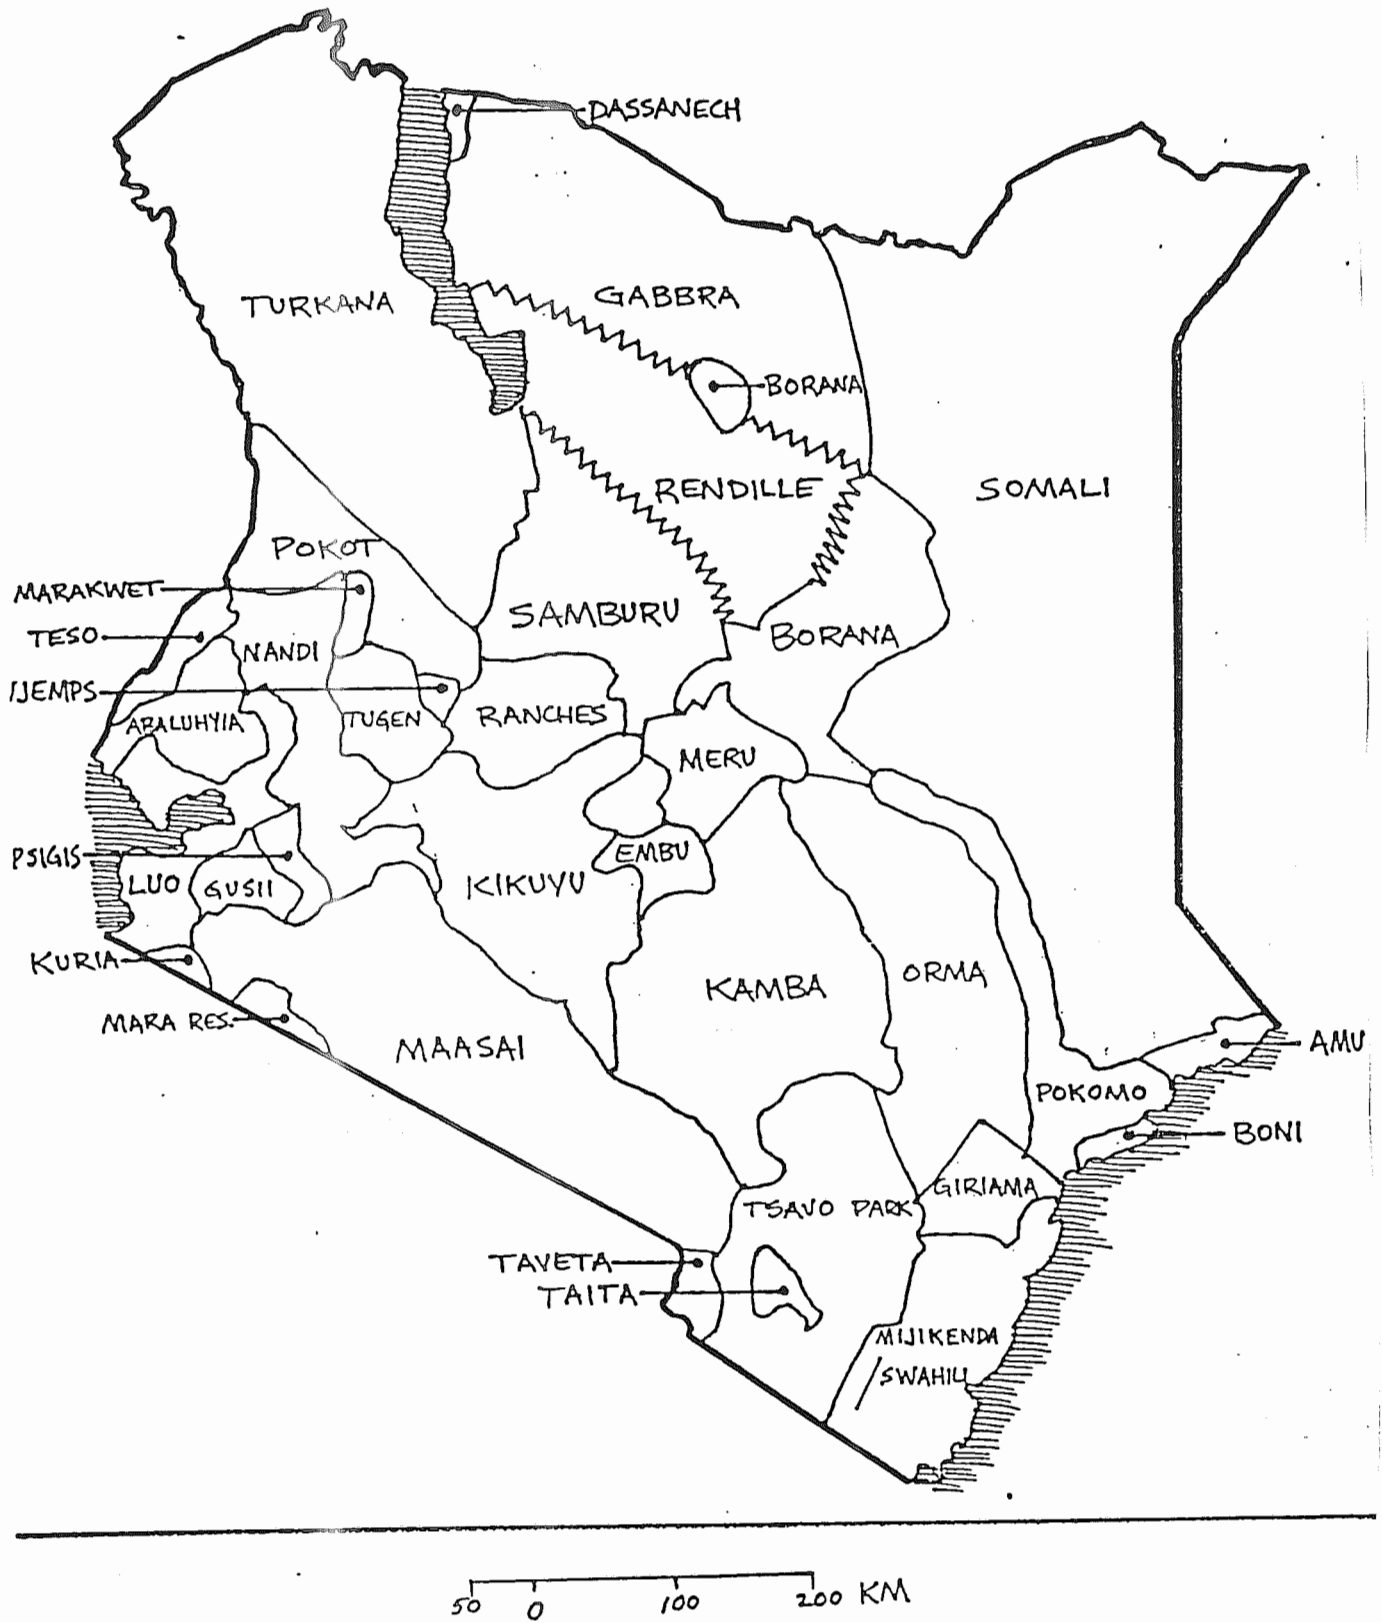 DASSANECH
TURKANA
GABBRA
BORANA
RENDILLE
SOMALI
POKOT
MARAKWET
SAMBURU
TESO
NANDI
BORANA
IJEMPS
ABALUHYIA
TUGEN
RANCHES
MERU
PSIGIS
LUO
GUSII
KIKUYU
EMBU
KURIA
KAMBA
ORMA
MARA RES.
MAASAI
AMU
POKOMO
BONI
GIRIAMA
TSAVO PARK
TAVETA
TAITA
MIJIKENDA
/SWAHILI
50 0 100 200 KM